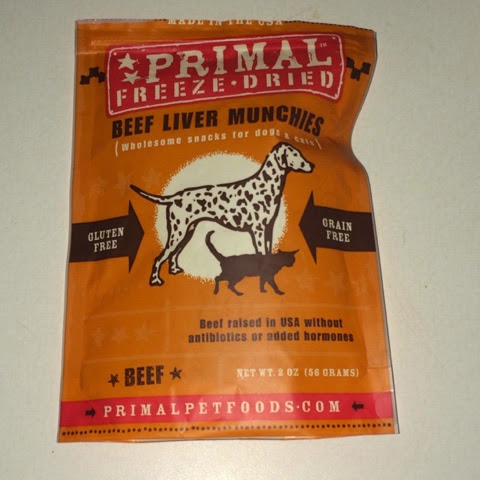 MADE IN THE USA
PRIMAL™
FREEZE·DRIED
BEEF LIVER MUNCHIES
(Wholesome snacks for dogs & cats)
GLUTEN
FREE
GRAIN
FREE
Beef raised in USA without
antibiotics or added hormones
BEEF
NET WT. 2 OZ (56 GRAMS)
PRIMALPETFOODS·COM